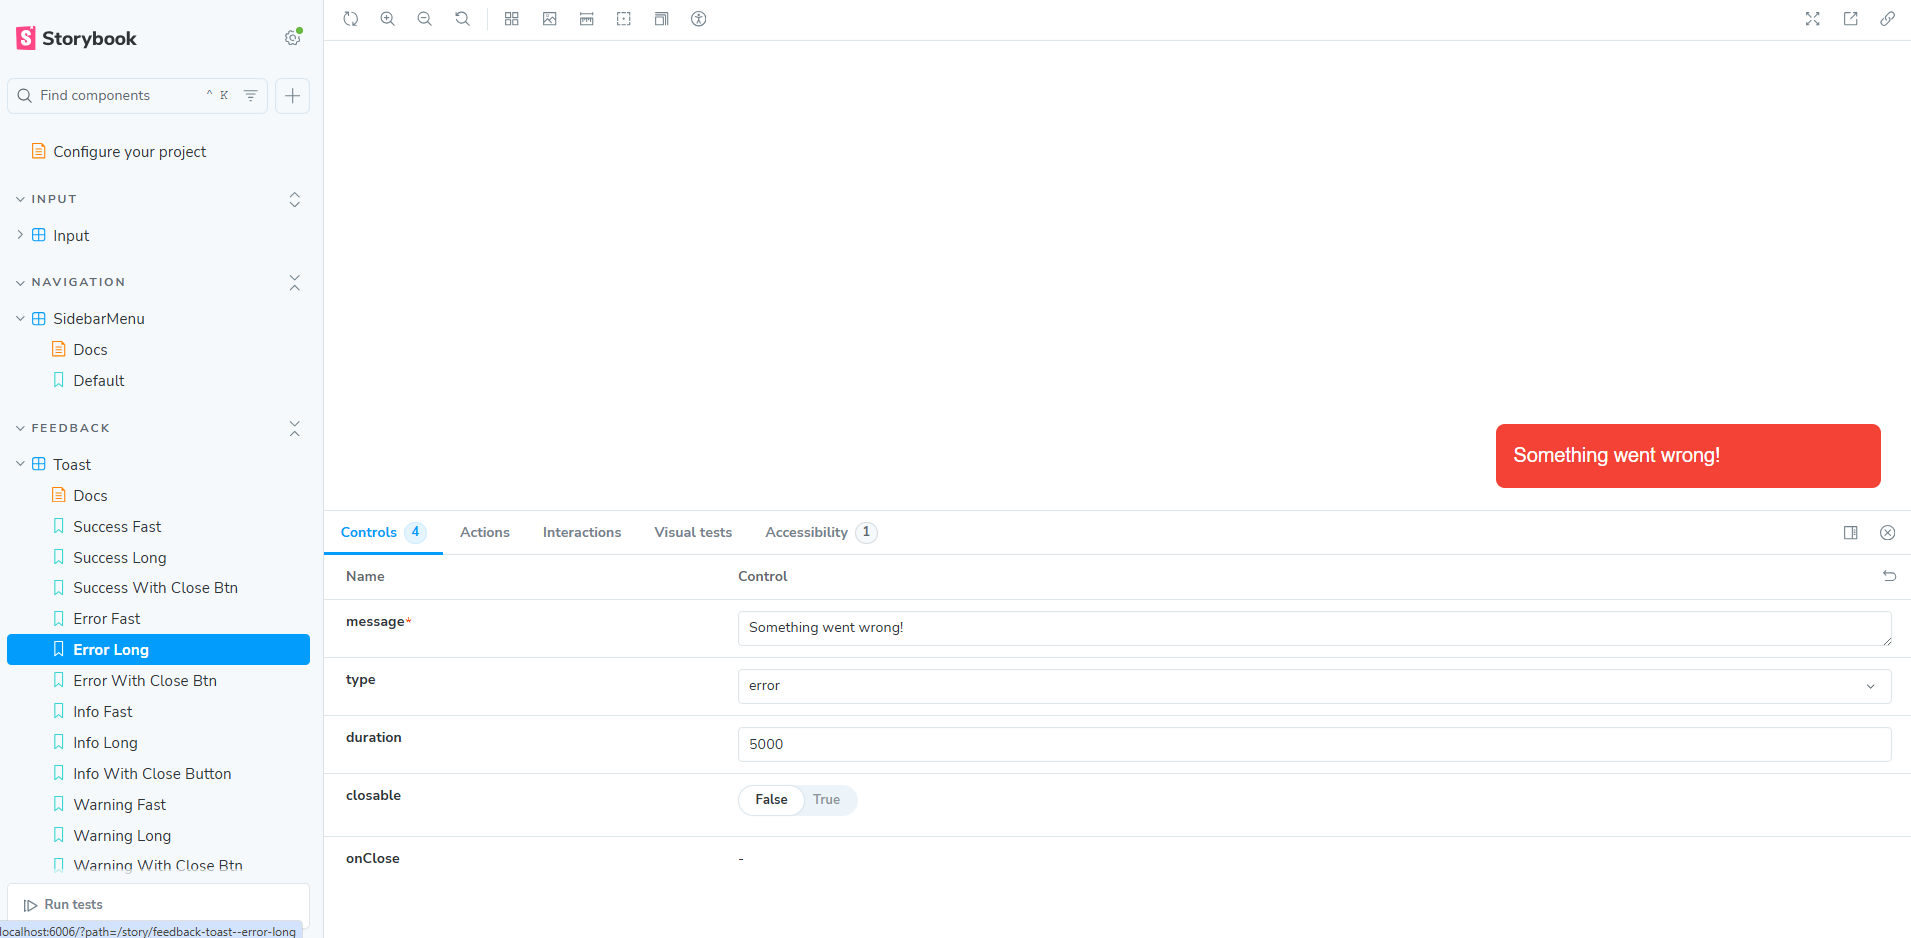 Storybook
Find components ^ K
Configure your project
INPUT
Input
NAVIGATION
SidebarMenu
Docs
Default
FEEDBACK
Toast
Docs
Success Fast
Success Long
Success With Close Btn
Error Fast
Error Long
Error With Close Btn
Info Fast
Info Long
Info With Close Button
Warning Fast
Warning Long
Warning With Close Btn
Run tests
localhost:6006/?path=/story/feedback-toast--error-long
Something went wrong!
Controls 4 Actions Interactions Visual tests Accessibility 1
Name Control
message* Something went wrong!
type error
duration 5000
closable False True
onClose -